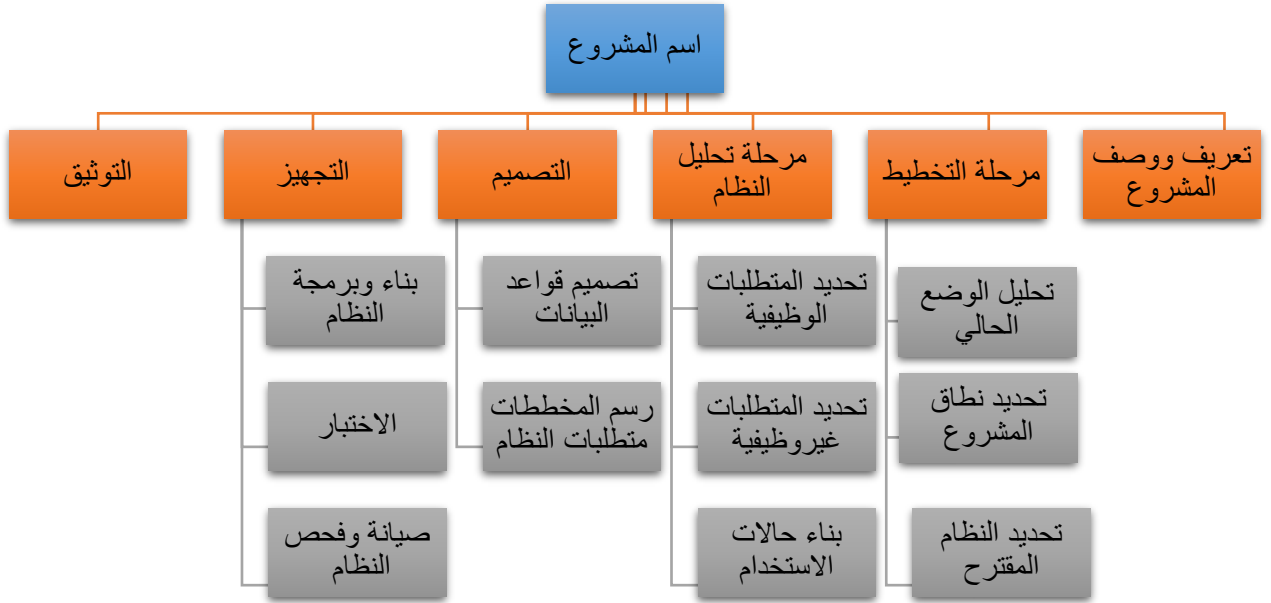 اسم المشروع
تعريف ووصف
المشروع
مرحلة التخطيط
مرحلة تحليل
النظام
التصميم
التجهيز
التوثيق
تحليل الوضع
الحالي
تحديد نطاق
المشروع
تحديد النظام
المقترح
تحديد المتطلبات
الوظيفية
تحديد المتطلبات
غيروظيفية
بناء حالات
الاستخدام
تصميم قواعد
البيانات
رسم المخططات
متطلبات النظام
بناء وبرمجة
النظام
الاختبار
صيانة وفحص
النظام